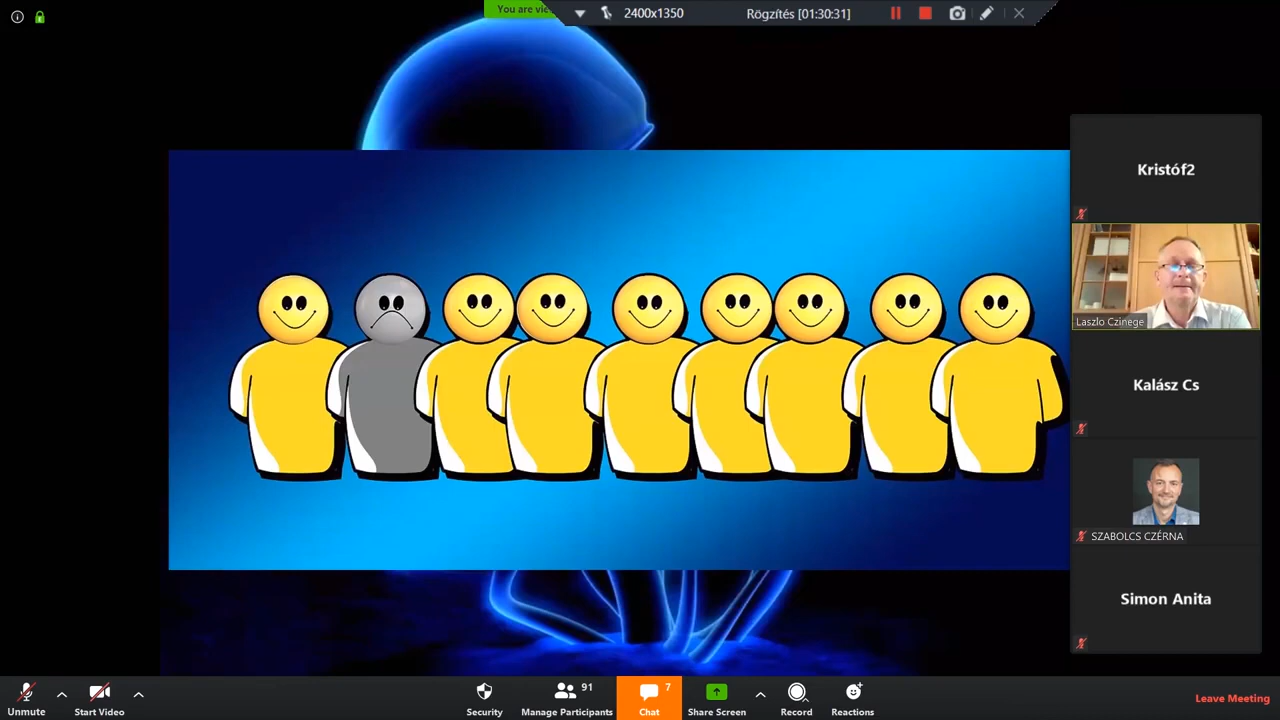 You are vie
2400x1350
Rögzítés [01:30:31]
Kristóf2
Laszlo Czinege
Kalász Cs
SZABOLCS CZÉRNA
Simon Anita
Unmute
Start Video
Security
91
Manage Participants
7
Chat
Share Screen
Record
Reactions
Leave Meeting